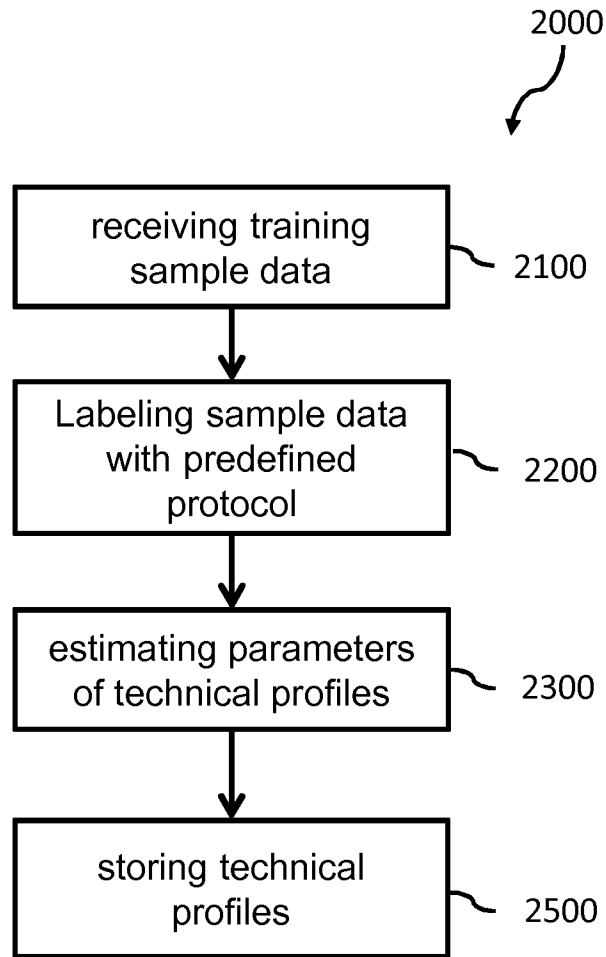 2000
receiving training
sample data
2100
Labeling sample data
with predefined
protocol
2200
estimating parameters
of technical profiles
2300
storing technical
profiles
2500